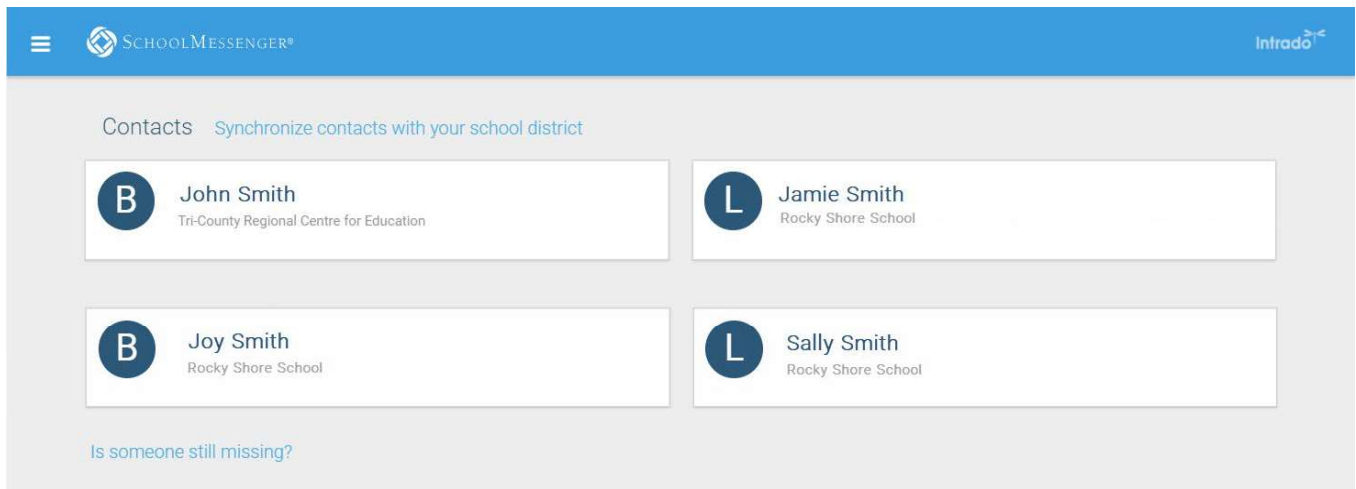 SCHOOLMESSENGER®
Intrado
Contacts Synchronize contacts with your school district
B
John Smith
Tri-County Regional Centre for Education
L
Jamie Smith
Rocky Shore School
B
Joy Smith
Rocky Shore School
L
Sally Smith
Rocky Shore School
Is someone still missing?